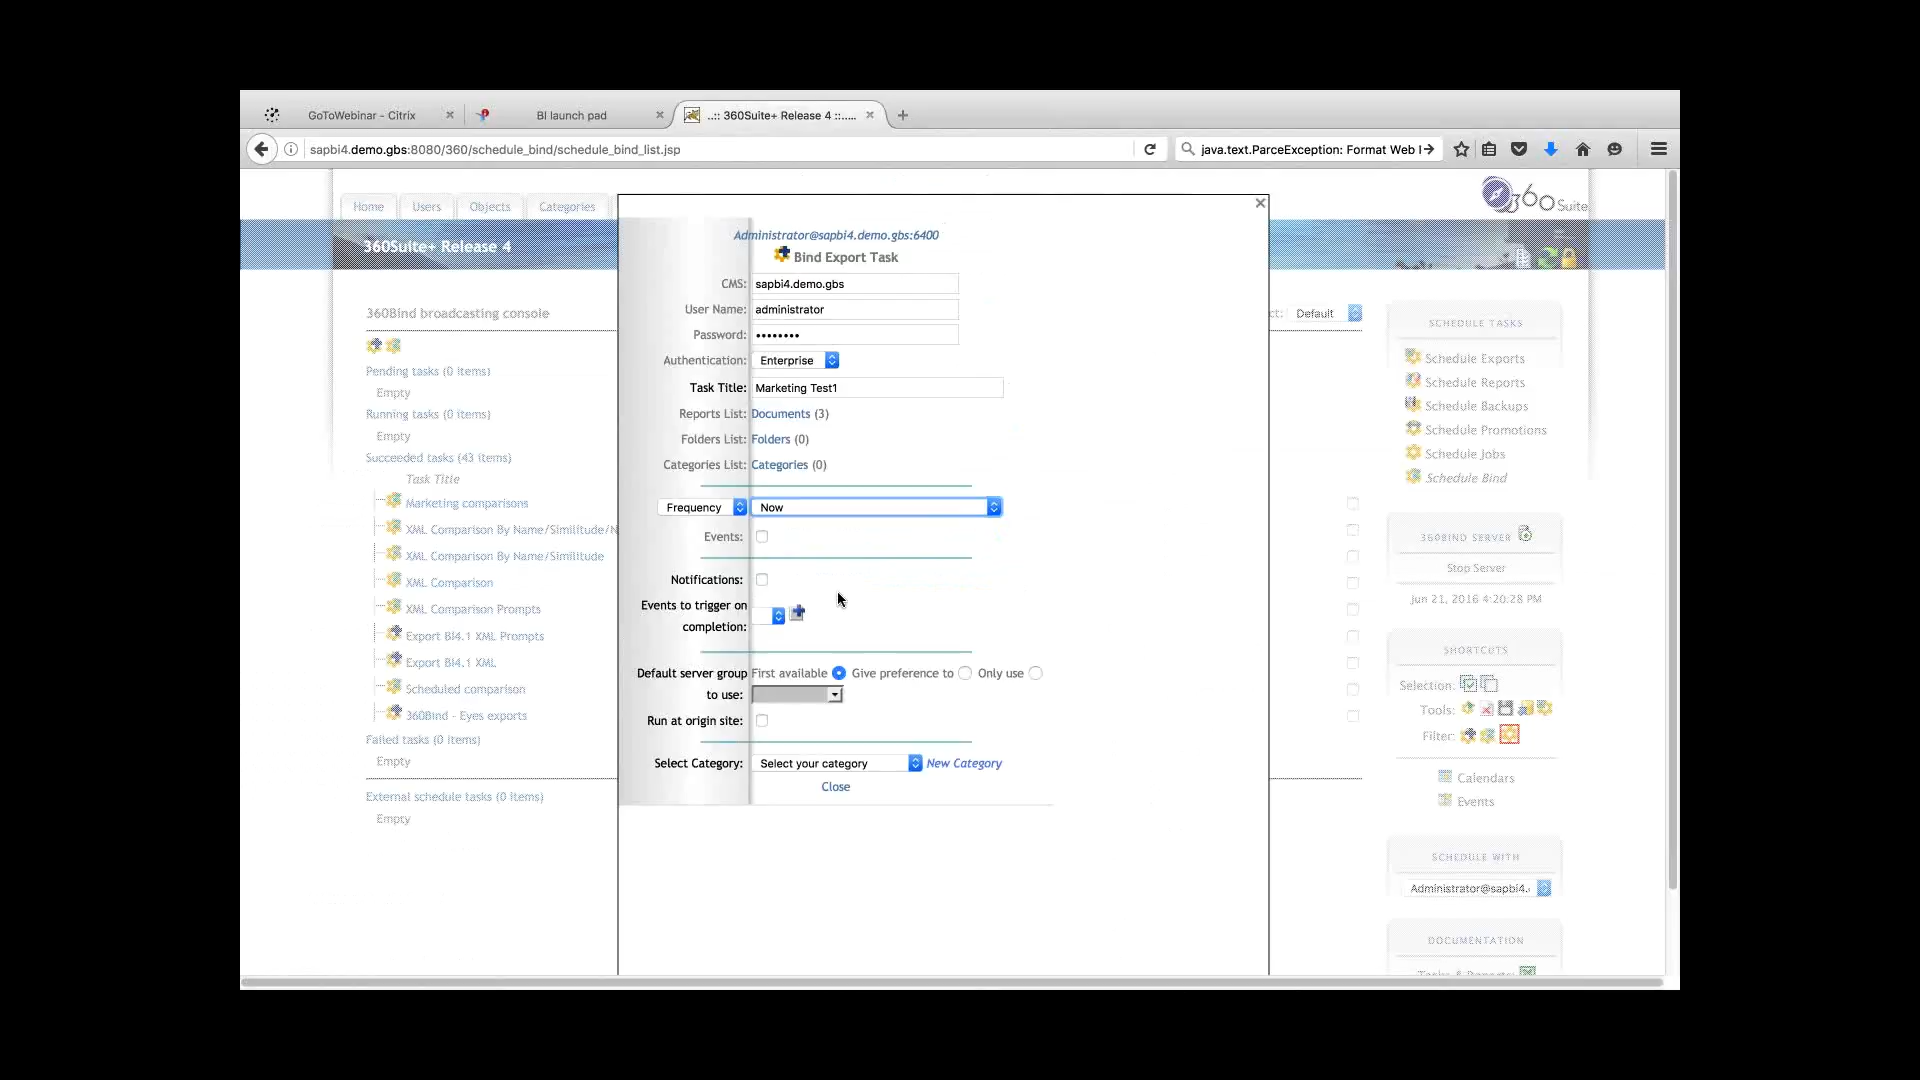 GoToWebinar - Citrix
BI launch pad
..:: 360Suite+ Release 4 ::.....
sapbi4.demo.gbs:8080/360/schedule_bind/schedule_bind_list.jsp
java.text.ParceException: Format Web I
Home
Users
Objects
Categories
360Suite
360Suite+ Release 4
360Bind broadcasting console
Pending tasks (0 items)
Empty
Running tasks (0 items)
Empty
Succeeded tasks (43 items)
Task Title
Marketing comparisons
XML Comparison By Name/Similitude/N
XML Comparison By Name/Similitude
XML Comparison
XML Comparison Prompts
Export BI4.1 XML Prompts
Export BI4.1 XML
Scheduled comparison
360Bind - Eyes exports
Failed tasks (0 items)
Empty
External schedule tasks (0 items)
Empty
Administrator@sapbi4.demo.gbs:6400
Bind Export Task
CMS: sapbi4.demo.gbs
User Name: administrator
Password: ••••••••
Authentication: Enterprise
Task Title: Marketing Test1
Reports List: Documents (3)
Folders List: Folders (0)
Categories List: Categories (0)
Frequency Now
Events:
Notifications:
Events to trigger on
completion:
Default server group First available Give preference to Only use
to use:
Run at origin site:
Select Category: Select your category New Category
Close
ct: Default
SCHEDULE TASKS
Schedule Exports
Schedule Reports
Schedule Backups
Schedule Promotions
Schedule Jobs
Schedule Bind
360BIND SERVER
Stop Server
Jun 21, 2016 4:20:28 PM
SHORTCUTS
Selection:
Tools:
Filter:
Calendars
Events
SCHEDULE WITH
Administrator@sapbi4.
DOCUMENTATION